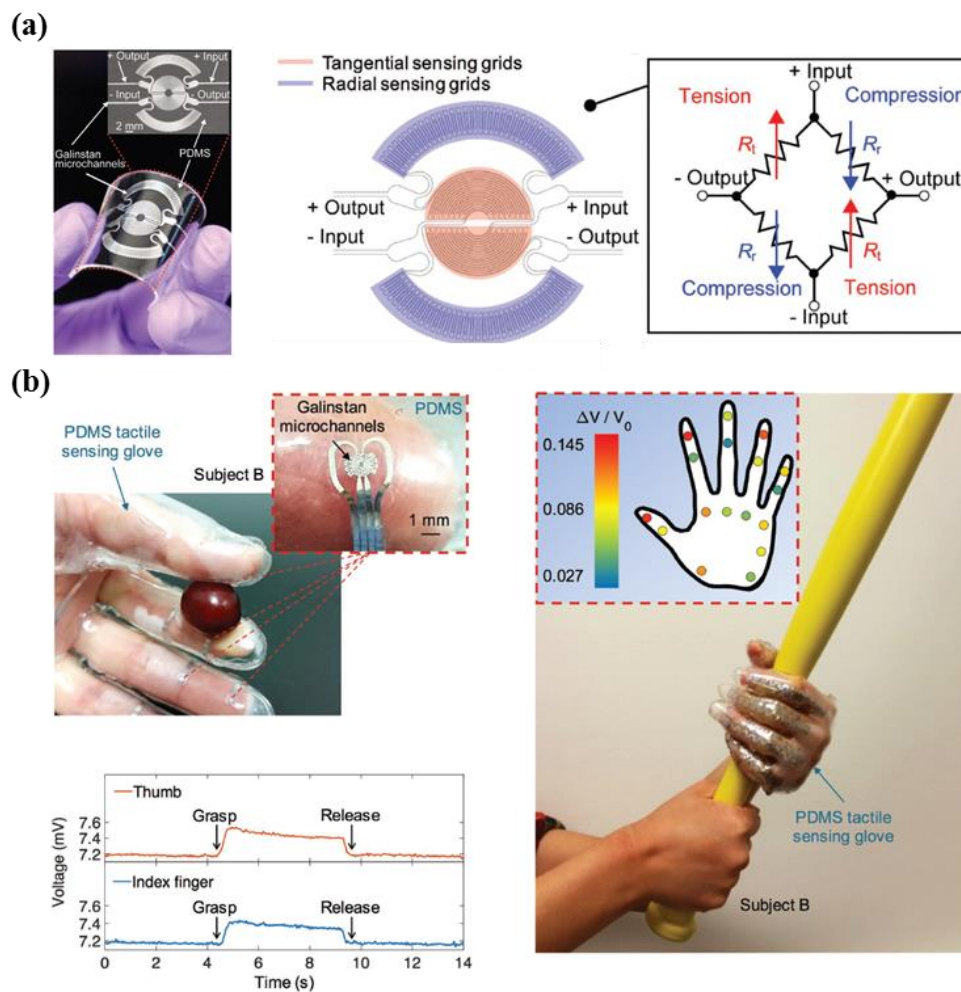 (a)
+ Output
+ Input
- Input
- Output
2 mm
Galinstan
microchannels
PDMS
Tangential sensing grids
Radial sensing grids
+ Output
- Input
+ Input
- Output
+ Input
Tension
Compression
Rt
Rr
- Output
+ Output
Rr
Rt
Compression
Tension
- Input
(b)
PDMS tactile
sensing glove
Subject B
Galinstan
microchannels
PDMS
1 mm
ΔV / V0
0.145
0.086
0.027
PDMS tactile
sensing glove
Subject B
Voltage (mV)
Thumb
Grasp
Release
7.6
7.4
7.2
Index finger
Grasp
Release
7.6
7.4
7.2
0 2 4 6 8 10 12 14
Time (s)